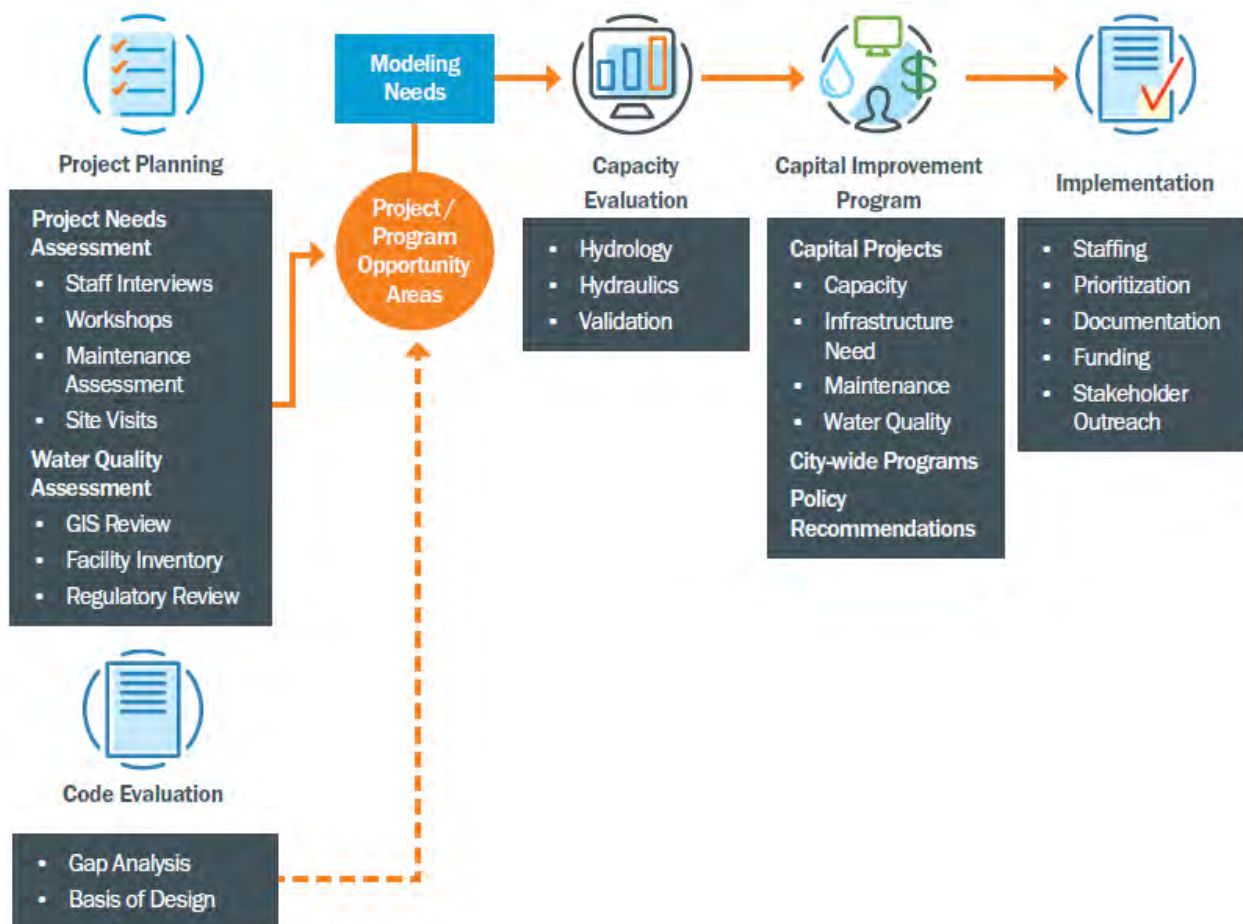 Project Planning
Project Needs
Assessment
▪ Staff Interviews
▪ Workshops
▪ Maintenance
Assessment
▪ Site Visits
Water Quality
Assessment
▪ GIS Review
▪ Facility Inventory
▪ Regulatory Review
Code Evaluation
▪ Gap Analysis
▪ Basis of Design
Modeling
Needs
Project /
Program
Opportunity
Areas
Capacity
Evaluation
▪ Hydrology
▪ Hydraulics
▪ Validation
Capital Improvement
Program
Capital Projects
▪ Capacity
▪ Infrastructure
Need
▪ Maintenance
▪ Water Quality
City-wide Programs
Policy
Recommendations
Implementation
▪ Staffing
▪ Prioritization
▪ Documentation
▪ Funding
▪ Stakeholder
Outreach